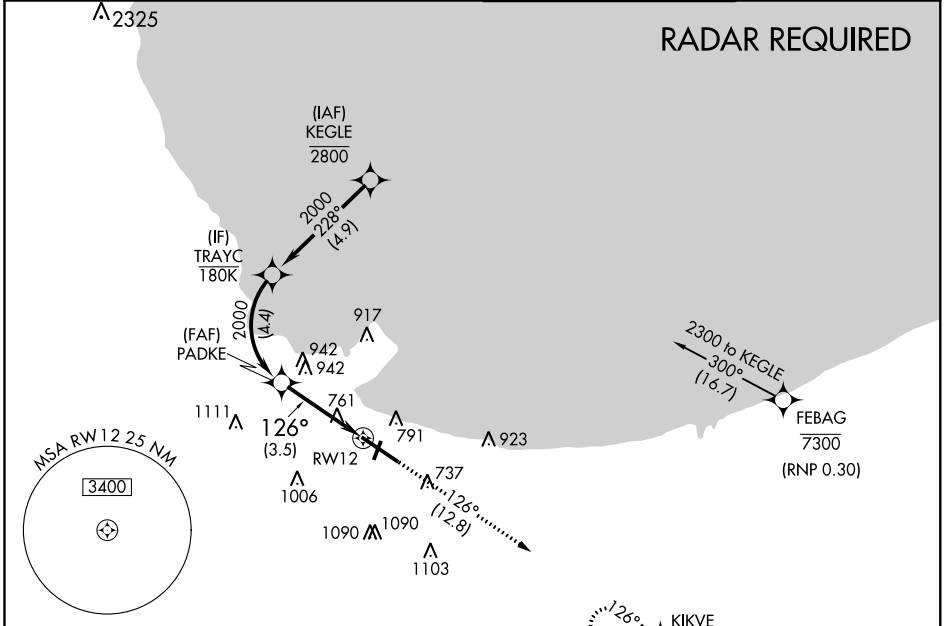 2325
RADAR REQUIRED
(IAF)
KEGLE
2800
2000
228°
(4.9)
(IF)
TRAYC
180K
2000
(4.4)
917
(FAF)
PADKE
942
942
2300 to KEGLE
300°
(16.7)
FEBAG
7300
(RNP 0.30)
1111
126°
(3.5)
761
791
923
RW12
737
126°
(12.8)
1006
1090
1090
1103
MSA RW12 25 NM
3400
126°
KIKVE